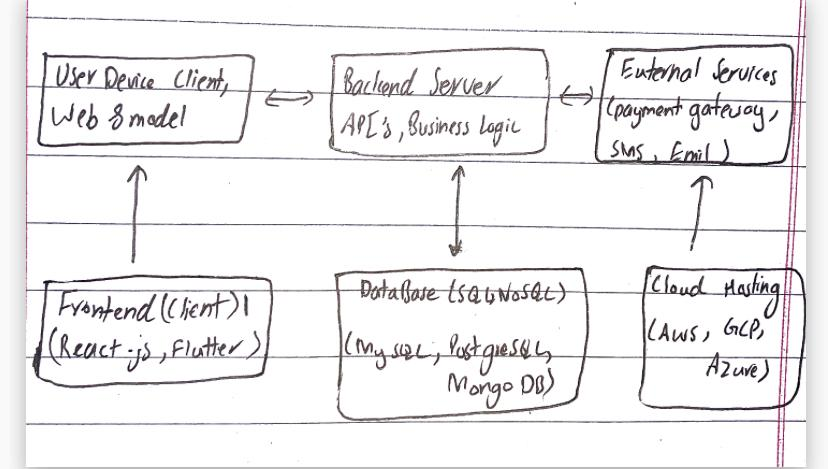 User Device Client,
Web & model
Backend Server
API's, Business Logic
External Services
(payment gateway,
SMS, Emil)
Frontend (Client)
(React.js, Flutter)
DataBase (SQL, NoSQL)
(MySQL, PostgreSQL,
Mongo DB)
Cloud Hosting
(AWS, GCP,
Azure)